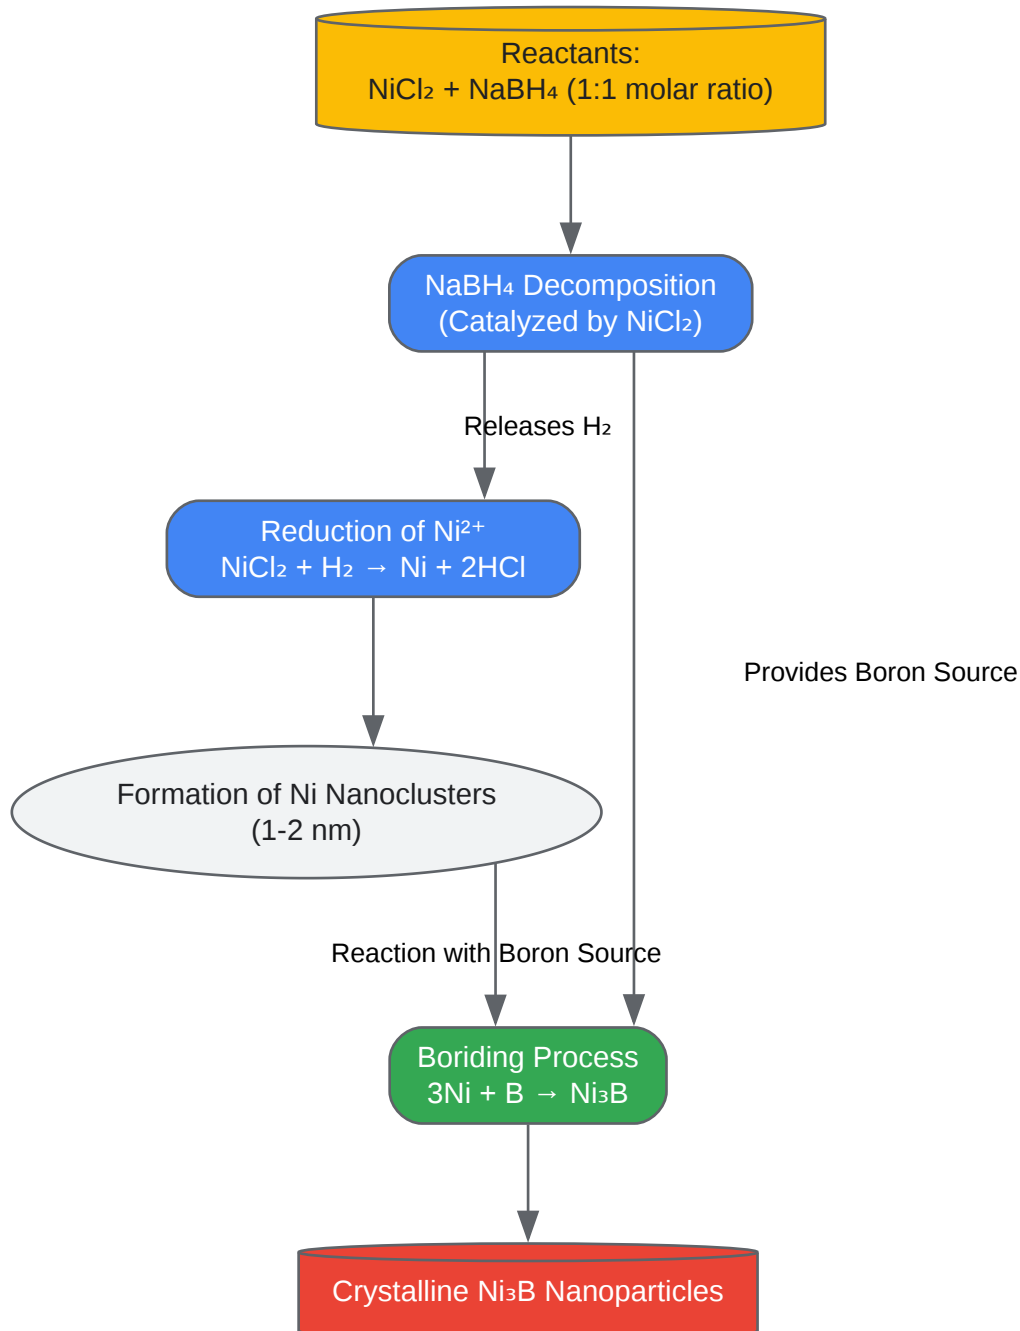 Reactants:
NiCl₂ + NaBH₄ (1:1 molar ratio)
NaBH₄ Decomposition
(Catalyzed by NiCl₂)
Releases H₂
Reduction of Ni²⁺
NiCl₂ + H₂ → Ni + 2HCl
Provides Boron Source
Formation of Ni Nanoclusters
(1-2 nm)
Reaction with Boron Source
Boriding Process
3Ni + B → Ni₃B
Crystalline Ni₃B Nanoparticles